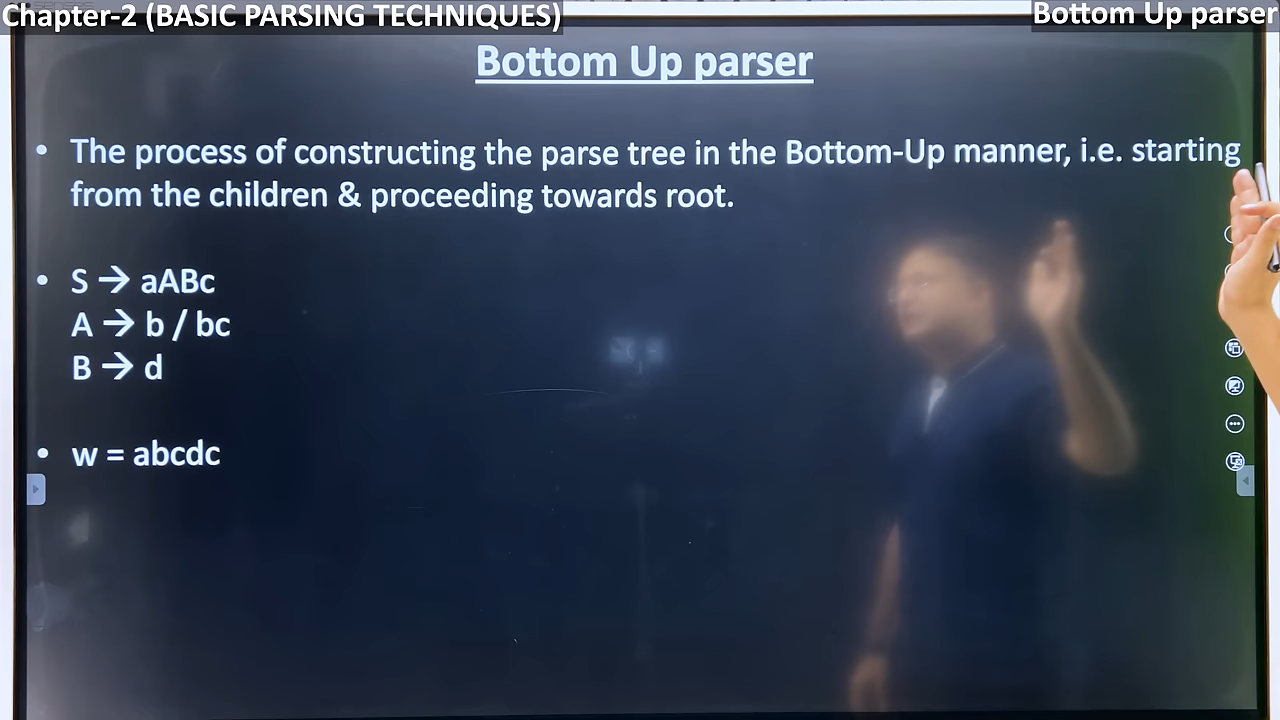 Chapter-2 (BASIC PARSING TECHNIQUES)
Bottom Up parser
Bottom Up parser
• The process of constructing the parse tree in the Bottom-Up manner, i.e. starting
from the children & proceeding towards root.
• S → aABc
A → b / bc
B → d
• w = abcdc